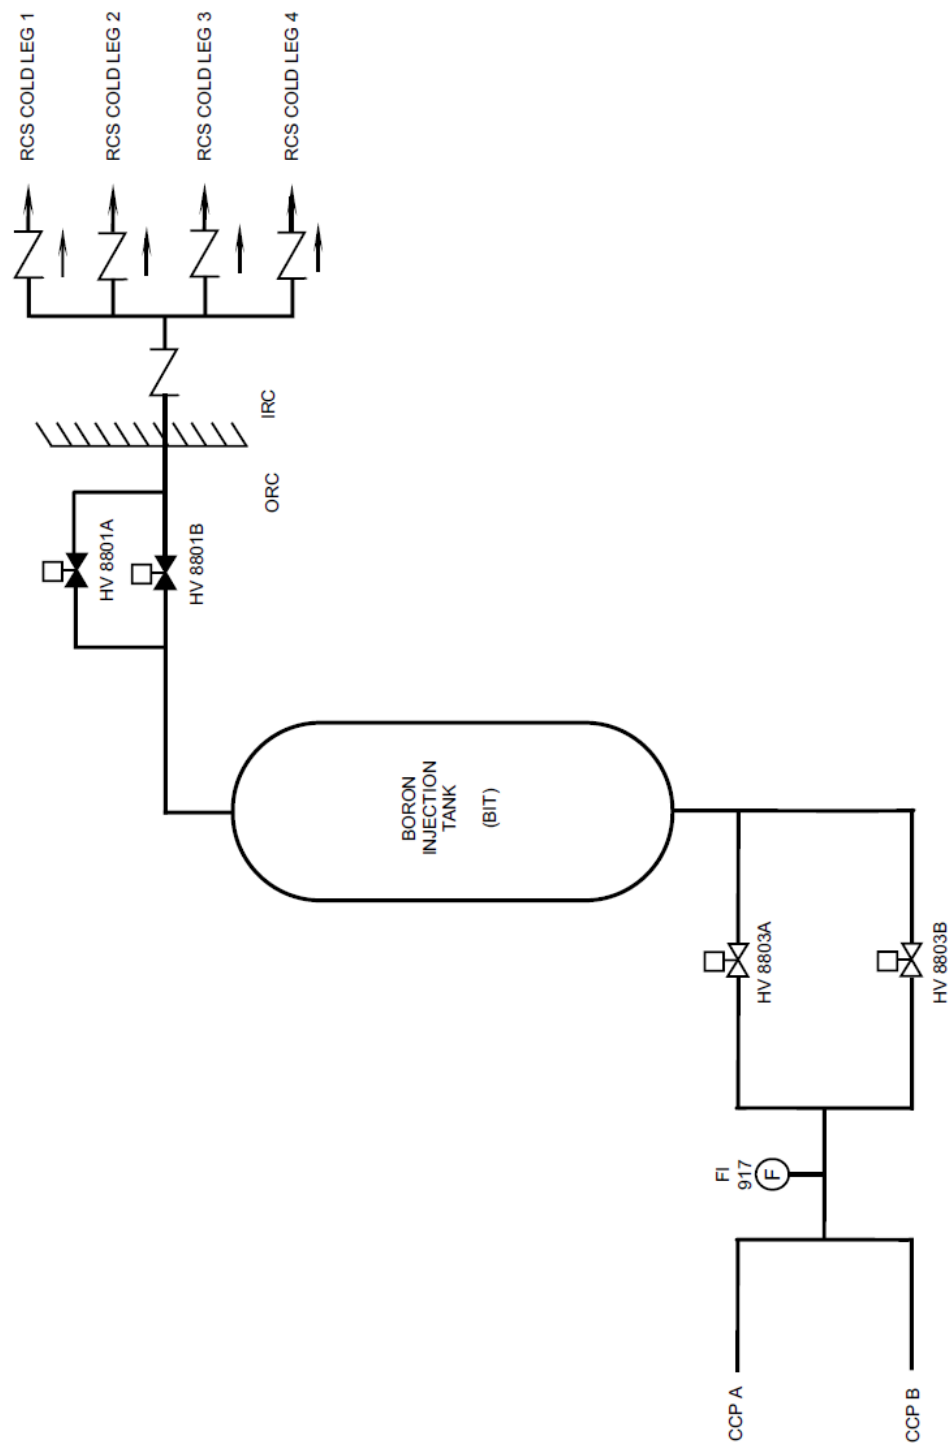 RCS COLD LEG 1
RCS COLD LEG 2
RCS COLD LEG 3
RCS COLD LEG 4
IRC
ORC
HV 8801A
HV 8801B
BORON
INJECTION
TANK
(BIT)
HV 8803A
HV 8803B
FI
917
F
CCP A
CCP B